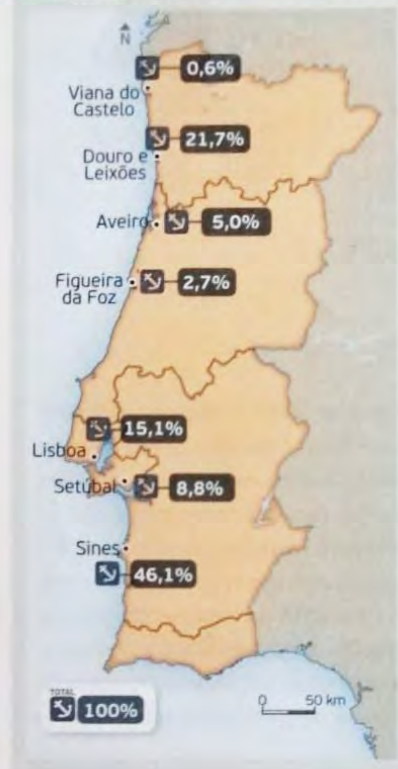 N
0,6%
Viana do
Castelo
21,7%
Douro e
Leixões
Aveiro
5,0%
Figueira
da Foz
2,7%
15,1%
Lisboa
Setúbal
8,8%
Sines
46,1%
TOTAL
100%
0 50 km